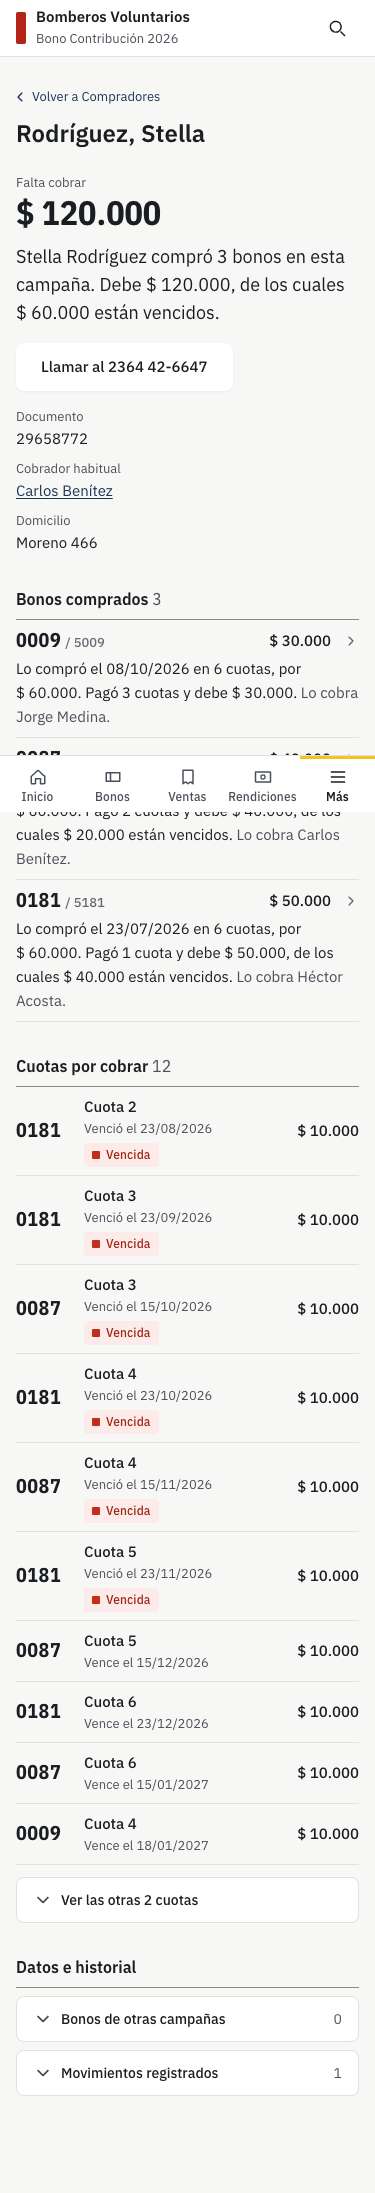 Bomberos Voluntarios
Bono Contribución 2026
Volver a Compradores
Rodríguez, Stella
Falta cobrar
$ 120.000
Stella Rodríguez compró 3 bonos en esta
campaña. Debe $ 120.000, de los cuales
$ 60.000 están vencidos.
Llamar al 2364 42-6647
Documento
29658772
Cobrador habitual
Carlos Benítez
Domicilio
Moreno 466
Bonos comprados 3
0009 / 5009
$ 30.000
Lo compró el 08/10/2026 en 6 cuotas, por
$ 60.000. Pagó 3 cuotas y debe $ 30.000. Lo cobra
Jorge Medina.
Inicio
Bonos
Ventas
Rendiciones
Más
cuales $ 20.000 están vencidos. Lo cobra Carlos
Benítez.
0181 / 5181
$ 50.000
Lo compró el 23/07/2026 en 6 cuotas, por
$ 60.000. Pagó 1 cuota y debe $ 50.000, de los
cuales $ 40.000 están vencidos. Lo cobra Héctor
Acosta.
Cuotas por cobrar 12
0181
Cuota 2
Venció el 23/08/2026
Vencida
$ 10.000
0181
Cuota 3
Venció el 23/09/2026
Vencida
$ 10.000
0087
Cuota 3
Venció el 15/10/2026
Vencida
$ 10.000
0181
Cuota 4
Venció el 23/10/2026
Vencida
$ 10.000
0087
Cuota 4
Venció el 15/11/2026
Vencida
$ 10.000
0181
Cuota 5
Venció el 23/11/2026
Vencida
$ 10.000
0087
Cuota 5
Vence el 15/12/2026
$ 10.000
0181
Cuota 6
Vence el 23/12/2026
$ 10.000
0087
Cuota 6
Vence el 15/01/2027
$ 10.000
0009
Cuota 4
Vence el 18/01/2027
$ 10.000
Ver las otras 2 cuotas
Datos e historial
Bonos de otras campañas
0
Movimientos registrados
1